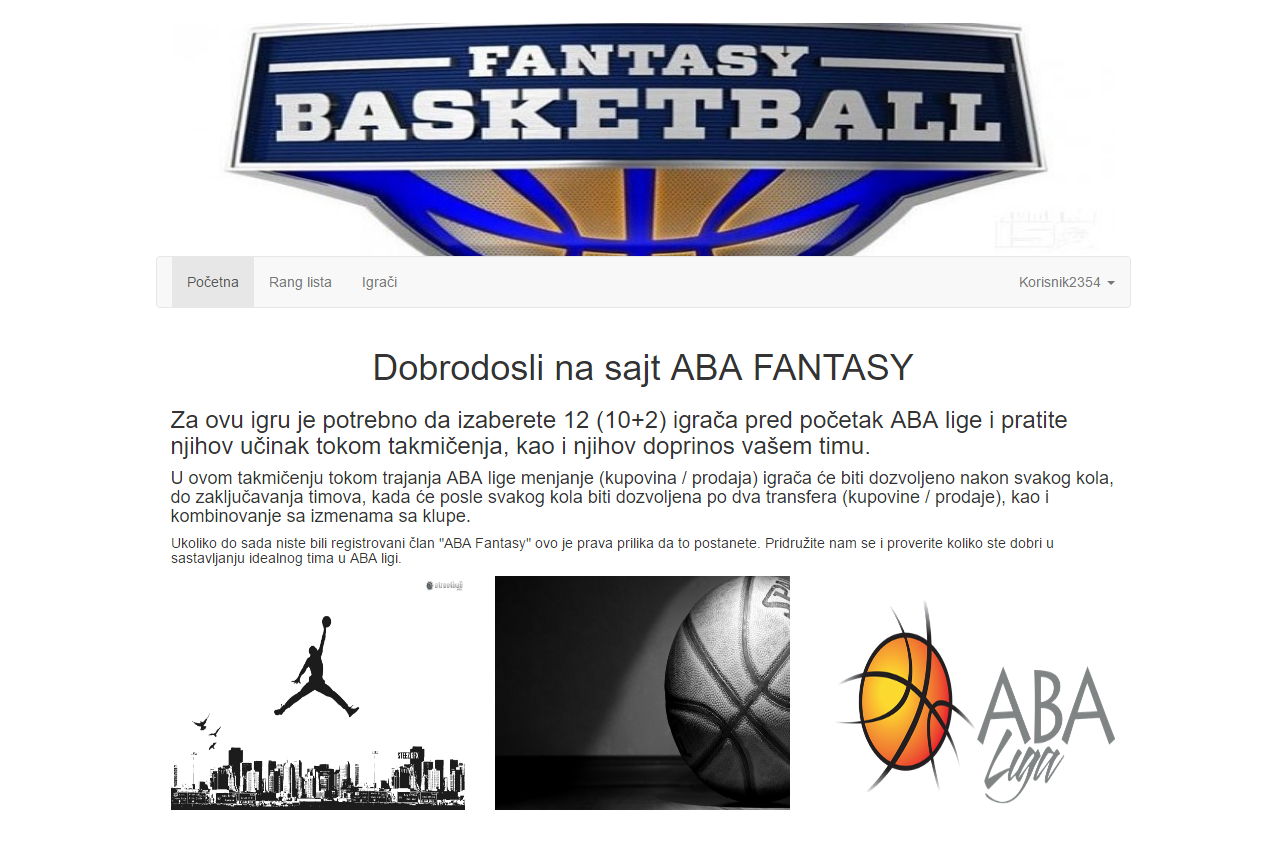 FANTASY
BASKETBALL
Početna Rang lista Igrači Korisnik2354
Dobrodosli na sajt ABA FANTASY
Za ovu igru je potrebno da izaberete 12 (10+2) igrača pred početak ABA lige i pratite
njihov učinak tokom takmičenja, kao i njihov doprinos vašem timu.
U ovom takmičenju tokom trajanja ABA lige menjanje (kupovina / prodaja) igrača će biti dozvoljeno nakon svakog kola,
do zaključavanja timova, kada će posle svakog kola biti dozvoljena po dva transfera (kupovine / prodaje), kao i
kombinovanje sa izmenama sa klupe.
Ukoliko do sada niste bili registrovani član "ABA Fantasy" ovo je prava prilika da to postanete. Pridružite nam se i proverite koliko ste dobri u
sastavljanju idealnog tima u ABA ligi.
streetball
ABA
Liga